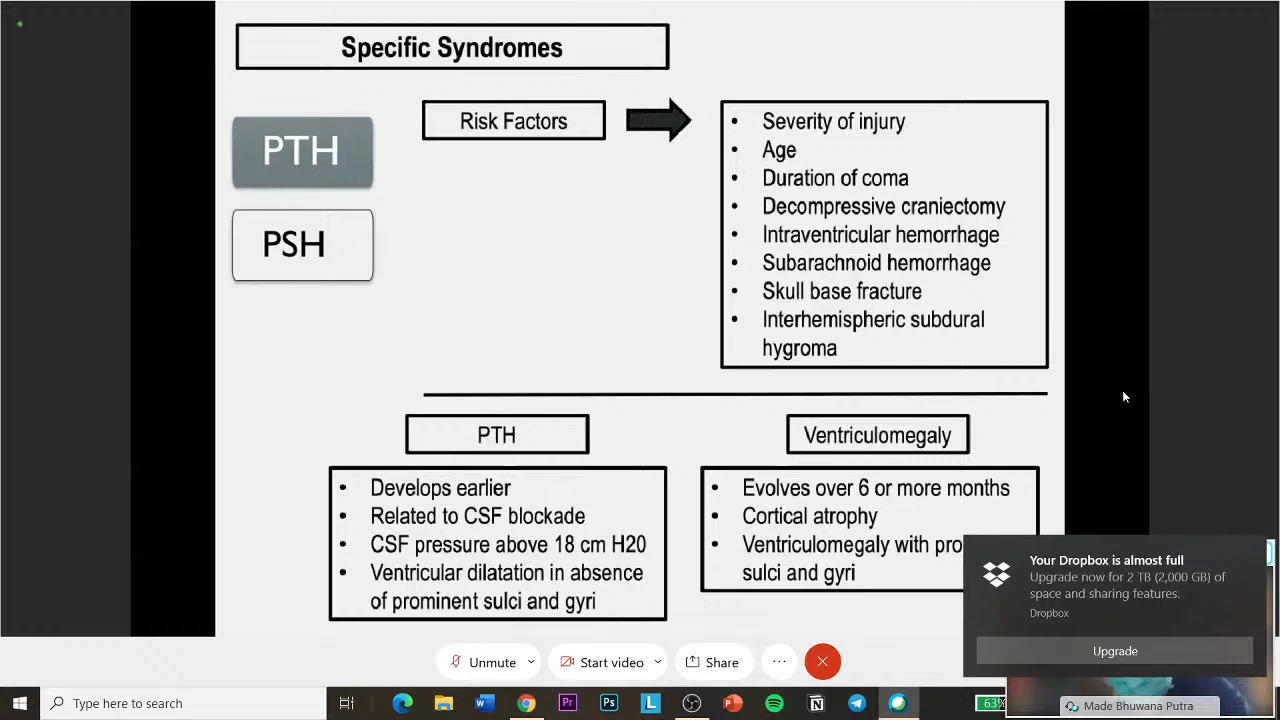 Specific Syndromes
PTH
PSH
Risk Factors
• Severity of injury
• Age
• Duration of coma
• Decompressive craniectomy
• Intraventricular hemorrhage
• Subarachnoid hemorrhage
• Skull base fracture
• Interhemispheric subdural
hygroma
PTH
• Develops earlier
• Related to CSF blockade
• CSF pressure above 18 cm H20
• Ventricular dilatation in absence
of prominent sulci and gyri
Ventriculomegaly
• Evolves over 6 or more months
• Cortical atrophy
• Ventriculomegaly with pro
sulci and gyri
Your Dropbox is almost full
Upgrade now for 2 TB (2,000 GB) of
space and sharing features.
Dropbox
Upgrade
Unmute
Start video
Share
Type here to search
W
Pr
Ps
L
P
N
63%
Made Bhuwana Putra